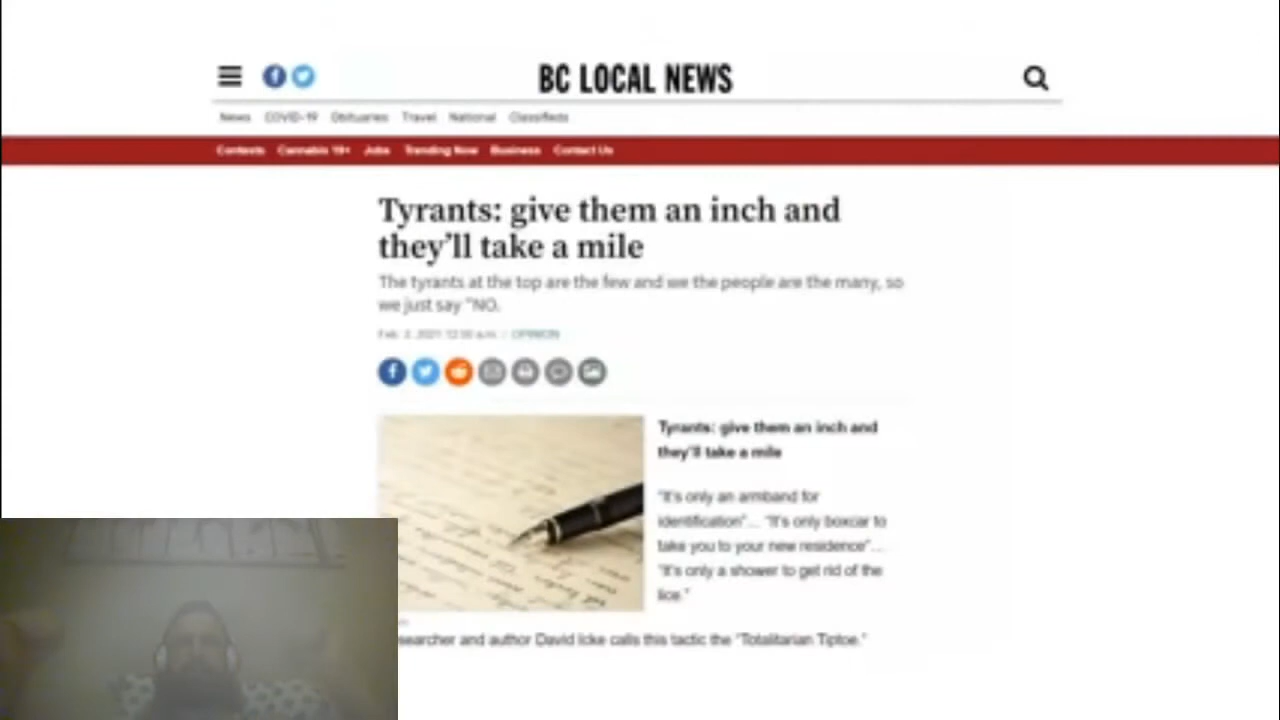 BC LOCAL NEWS
News COVID-19 Obituaries Travel National Classifieds
Contests Cannabis 19+ Jobs Trending Now Business Contact Us
Tyrants: give them an inch and
they'll take a mile
The tyrants at the top are the few and we the people are the many, so
we just say "NO.
Feb. 2, 2021 12:00 a.m. / OPINION
Tyrants: give them an inch and
they'll take a mile
"It's only an armband for
identification"... "It's only boxcar to
take you to your new residence"...
"It's only a shower to get rid of the
lice."
searcher and author David Icke calls this tactic the "Totalitarian Tiptoe."